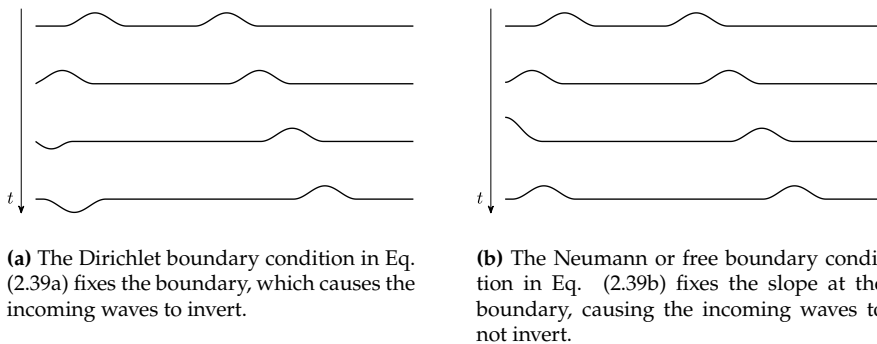 t
(a) The Dirichlet boundary condition in Eq.
(2.39a) fixes the boundary, which causes the
incoming waves to invert.
t
(b) The Neumann or free boundary condi
tion in Eq. (2.39b) fixes the slope at the
boundary, causing the incoming waves to
not invert.